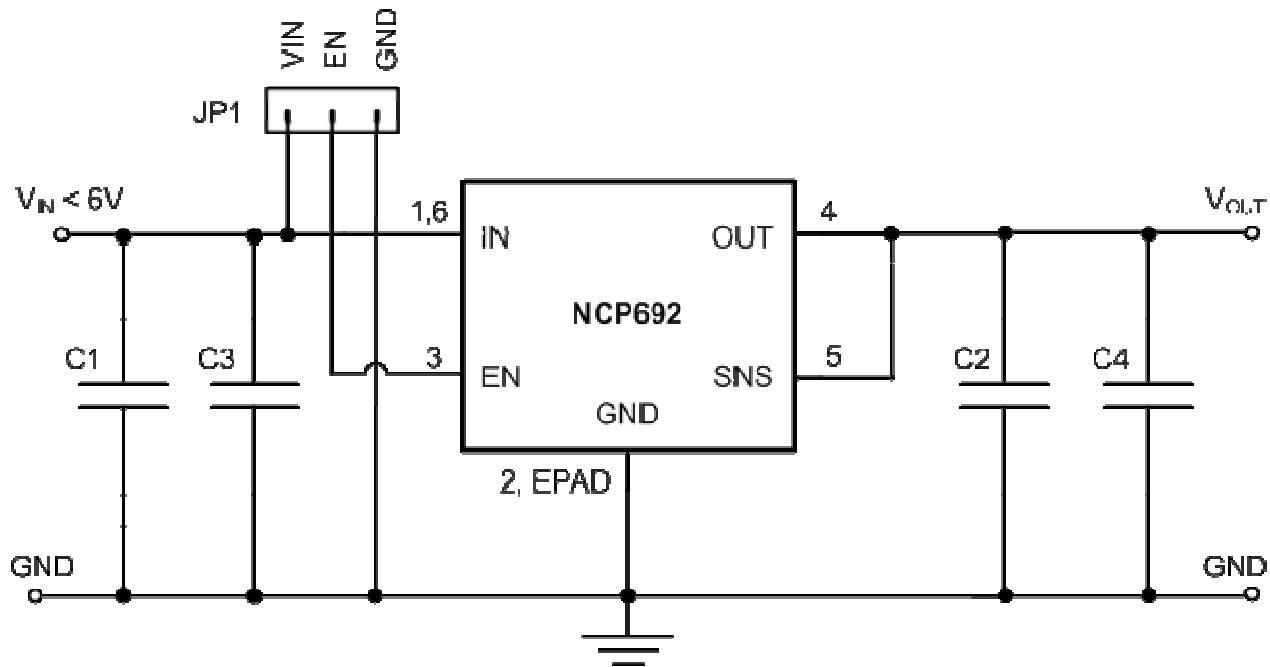 VIN
EN
GND
JP1
VIN < 6V
1,6
4
VOUT
IN
OUT
NCP692
C1
C3
3
EN
SNS
5
C2
C4
GND
2, EPAD
GND
GND